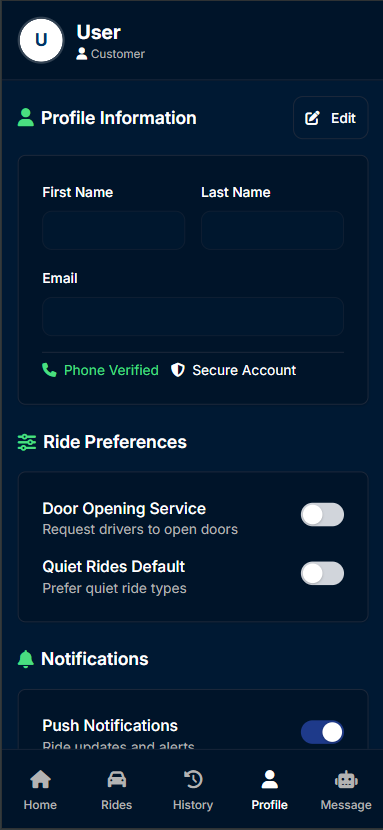 U
User
Customer
Profile Information
Edit
First Name
Last Name
Email
Phone Verified
Secure Account
Ride Preferences
Door Opening Service
Request drivers to open doors
Quiet Rides Default
Prefer quiet ride types
Notifications
Push Notifications
Ride updates and alerts
Home
Rides
History
Profile
Message